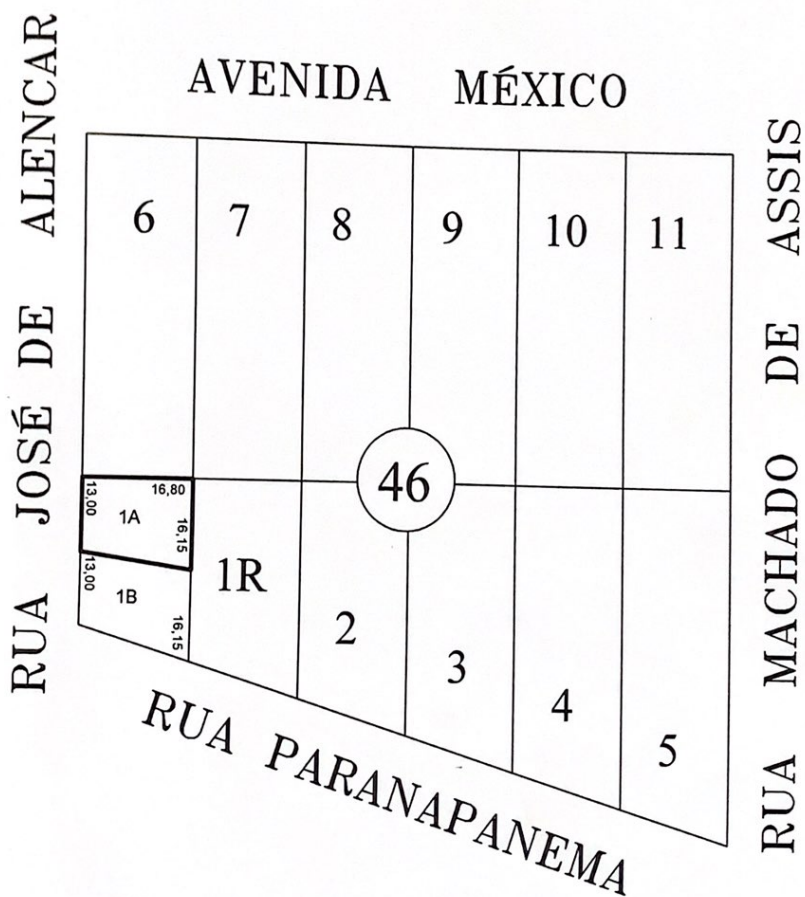 AVENIDA MÉXICO
RUA JOSÉ DE ALENCAR
RUA MACHADO DE ASSIS
6
7
8
9
10
11
46
13,00
16,80
1A
16,15
13,00
1B
16,15
1R
2
3
4
5
RUA PARANAPANEMA